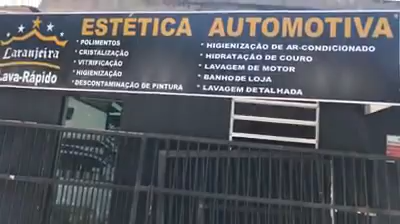 ESTÉTICA AUTOMOTIVA
Laranjeira
Lava-Rápido
• POLIMENTOS
• CRISTALIZAÇÃO
• VITRIFICAÇÃO
• HIGIENIZAÇÃO
• DESCONTAMINAÇÃO DE PINTURA
• HIGIENIZAÇÃO DE AR-CONDICIONADO
• HIDRATAÇÃO DE COURO
• LAVAGEM DE MOTOR
• BANHO DE LOJA
• LAVAGEM DETALHADA